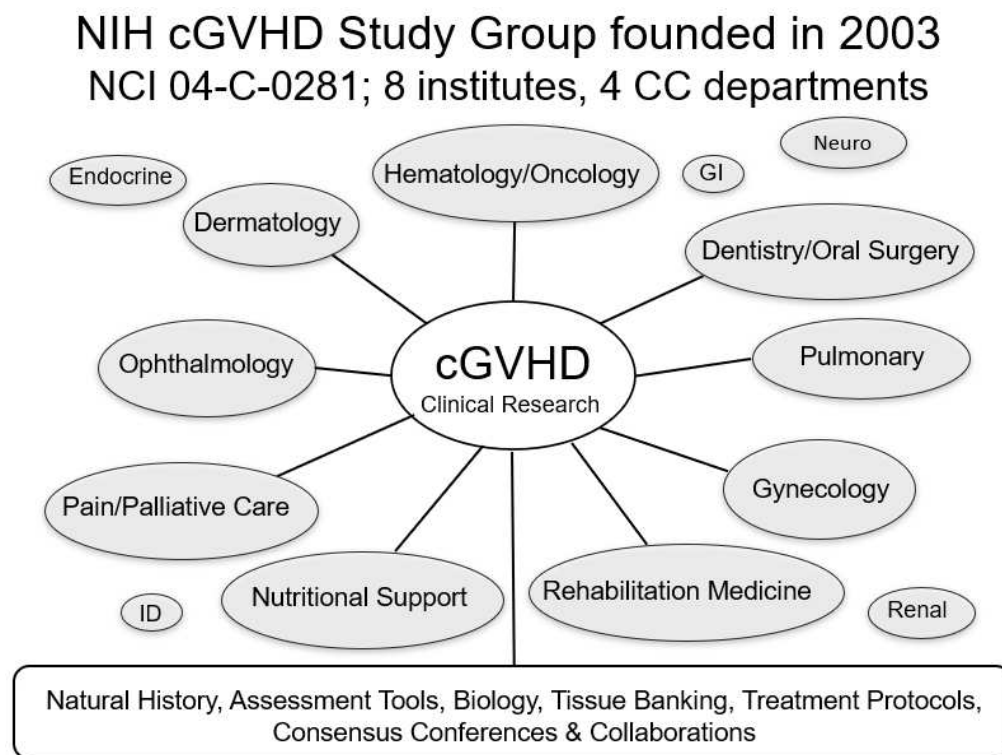 NIH cGVHD Study Group founded in 2003
NCI 04-C-0281; 8 institutes, 4 CC departments
Endocrine
Dermatology
Hematology/Oncology
GI
Neuro
Dentistry/Oral Surgery
Ophthalmology
cGVHD
Clinical Research
Pulmonary
Pain/Palliative Care
Gynecology
ID
Nutritional Support
Rehabilitation Medicine
Renal
Natural History, Assessment Tools, Biology, Tissue Banking, Treatment Protocols,
Consensus Conferences & Collaborations